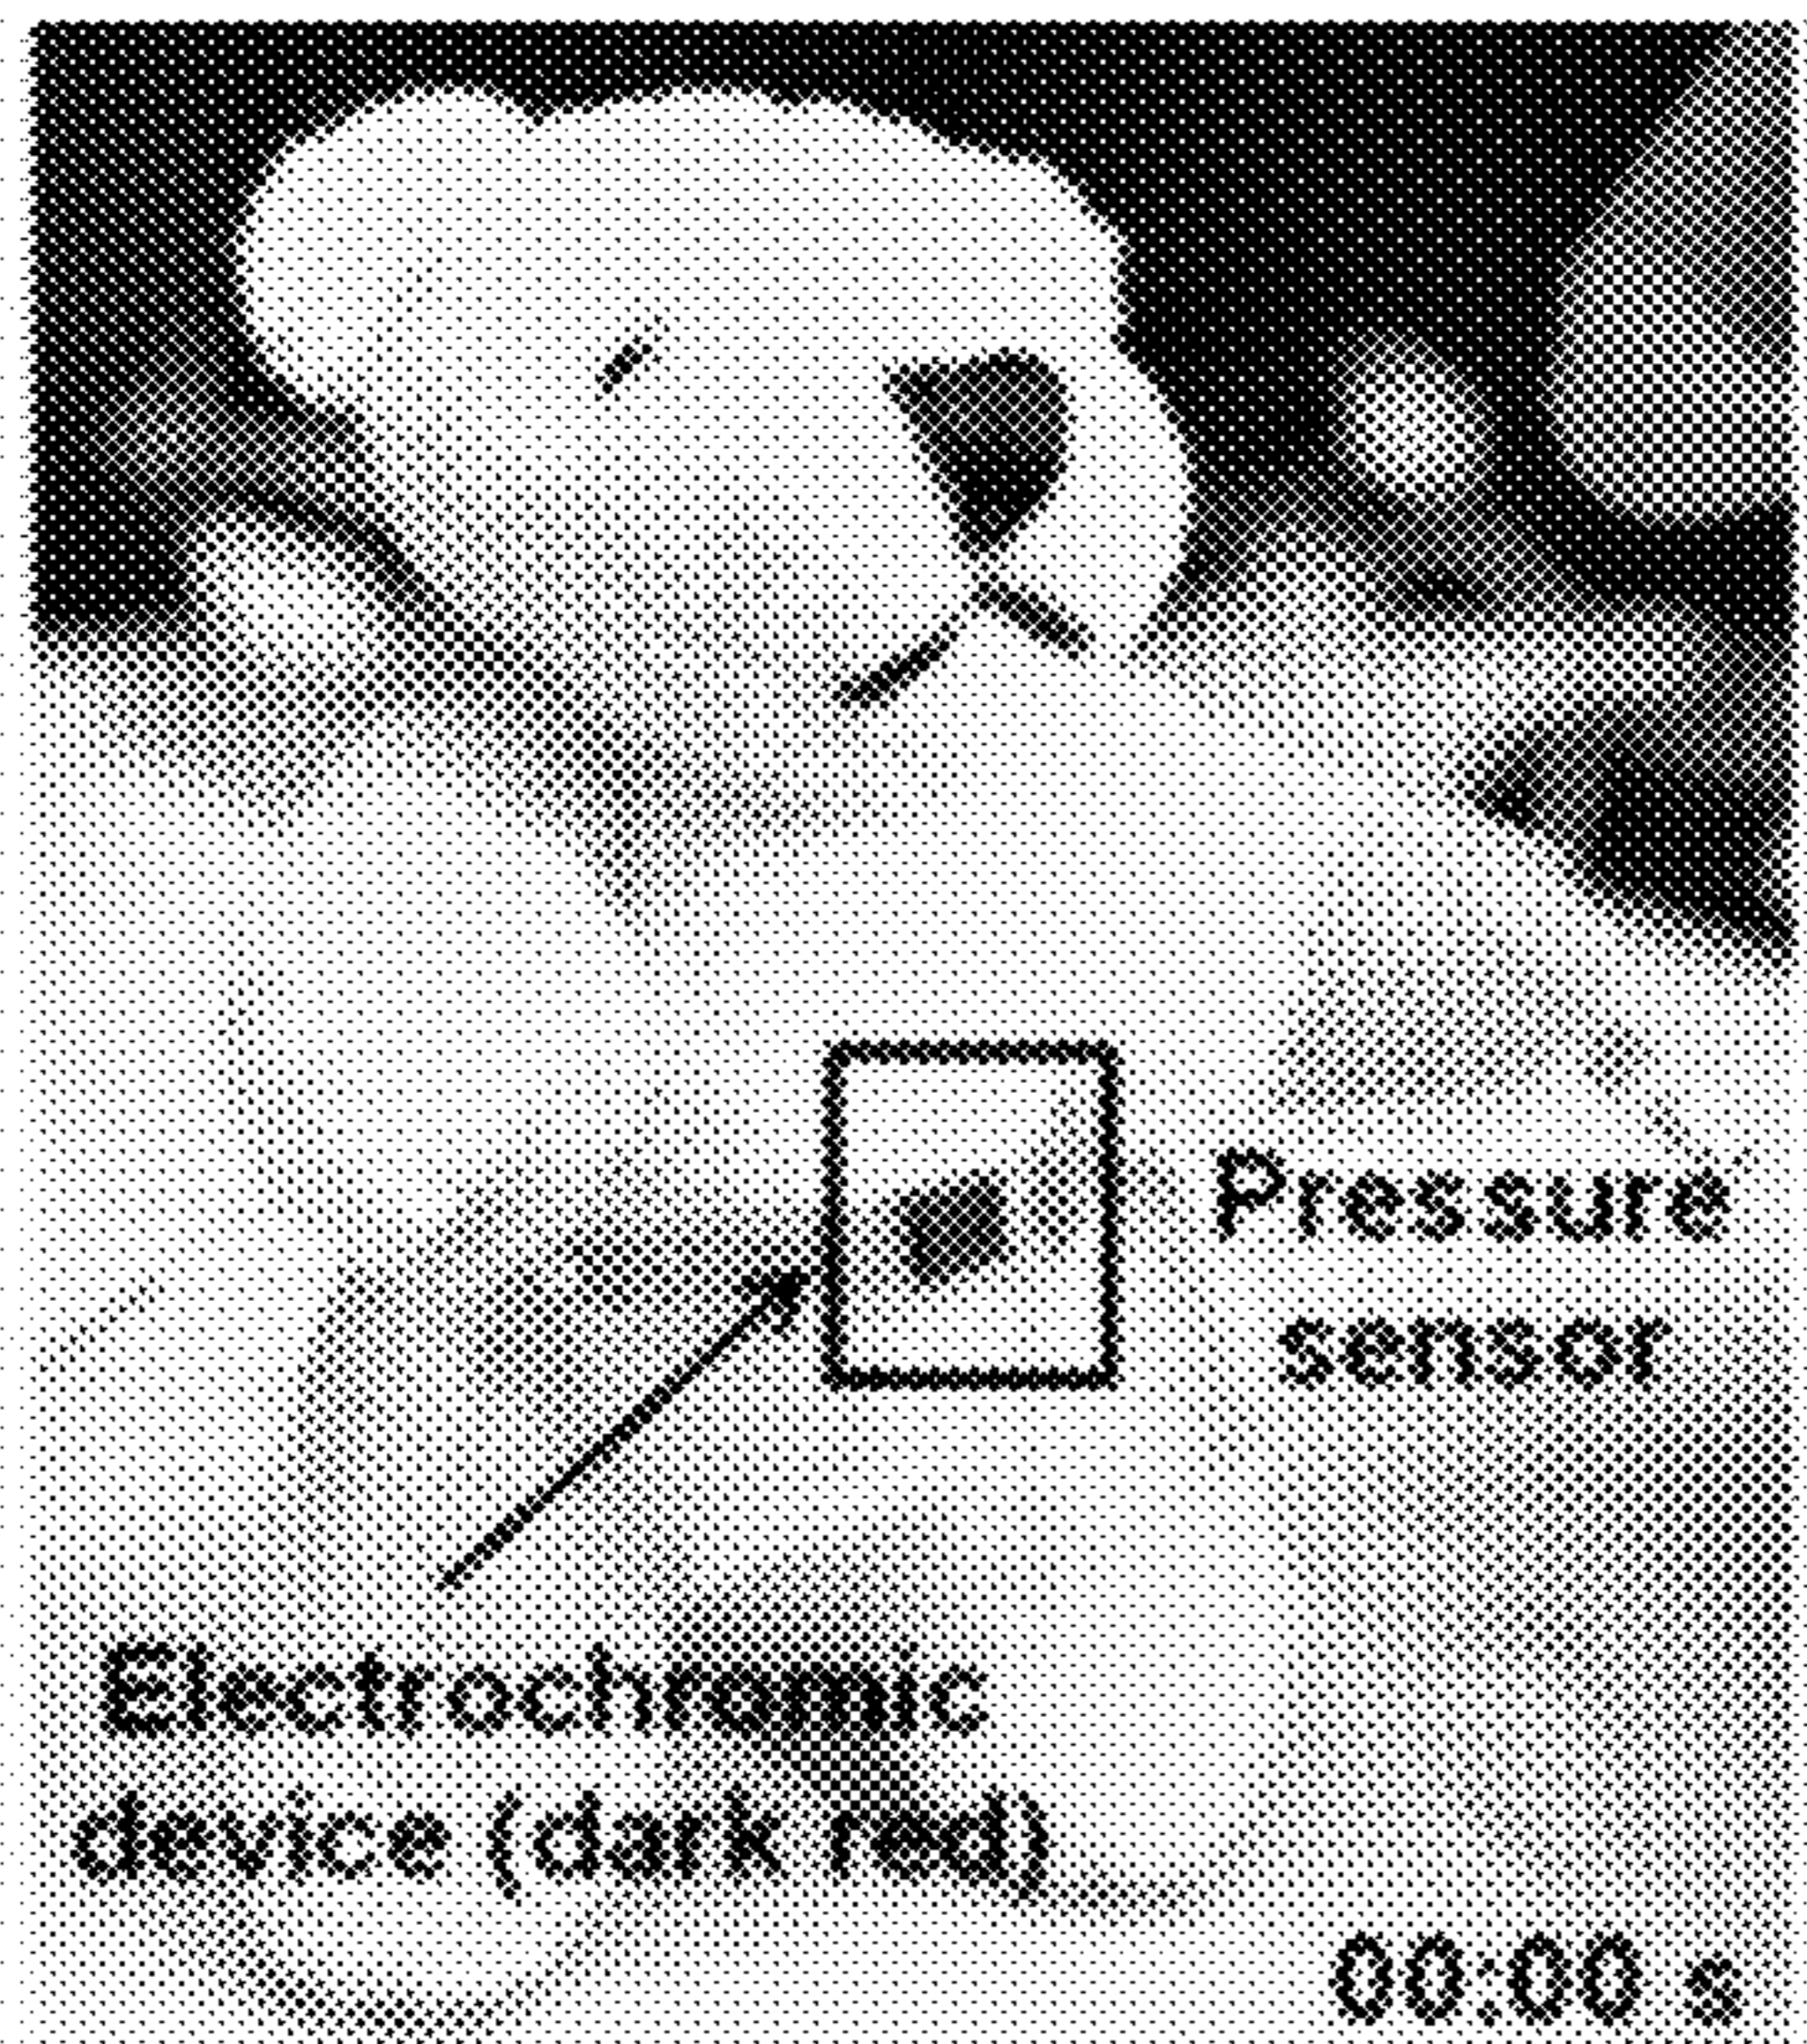 Pressure
sensor
Electrochromic
device (dark red)
00:00 s